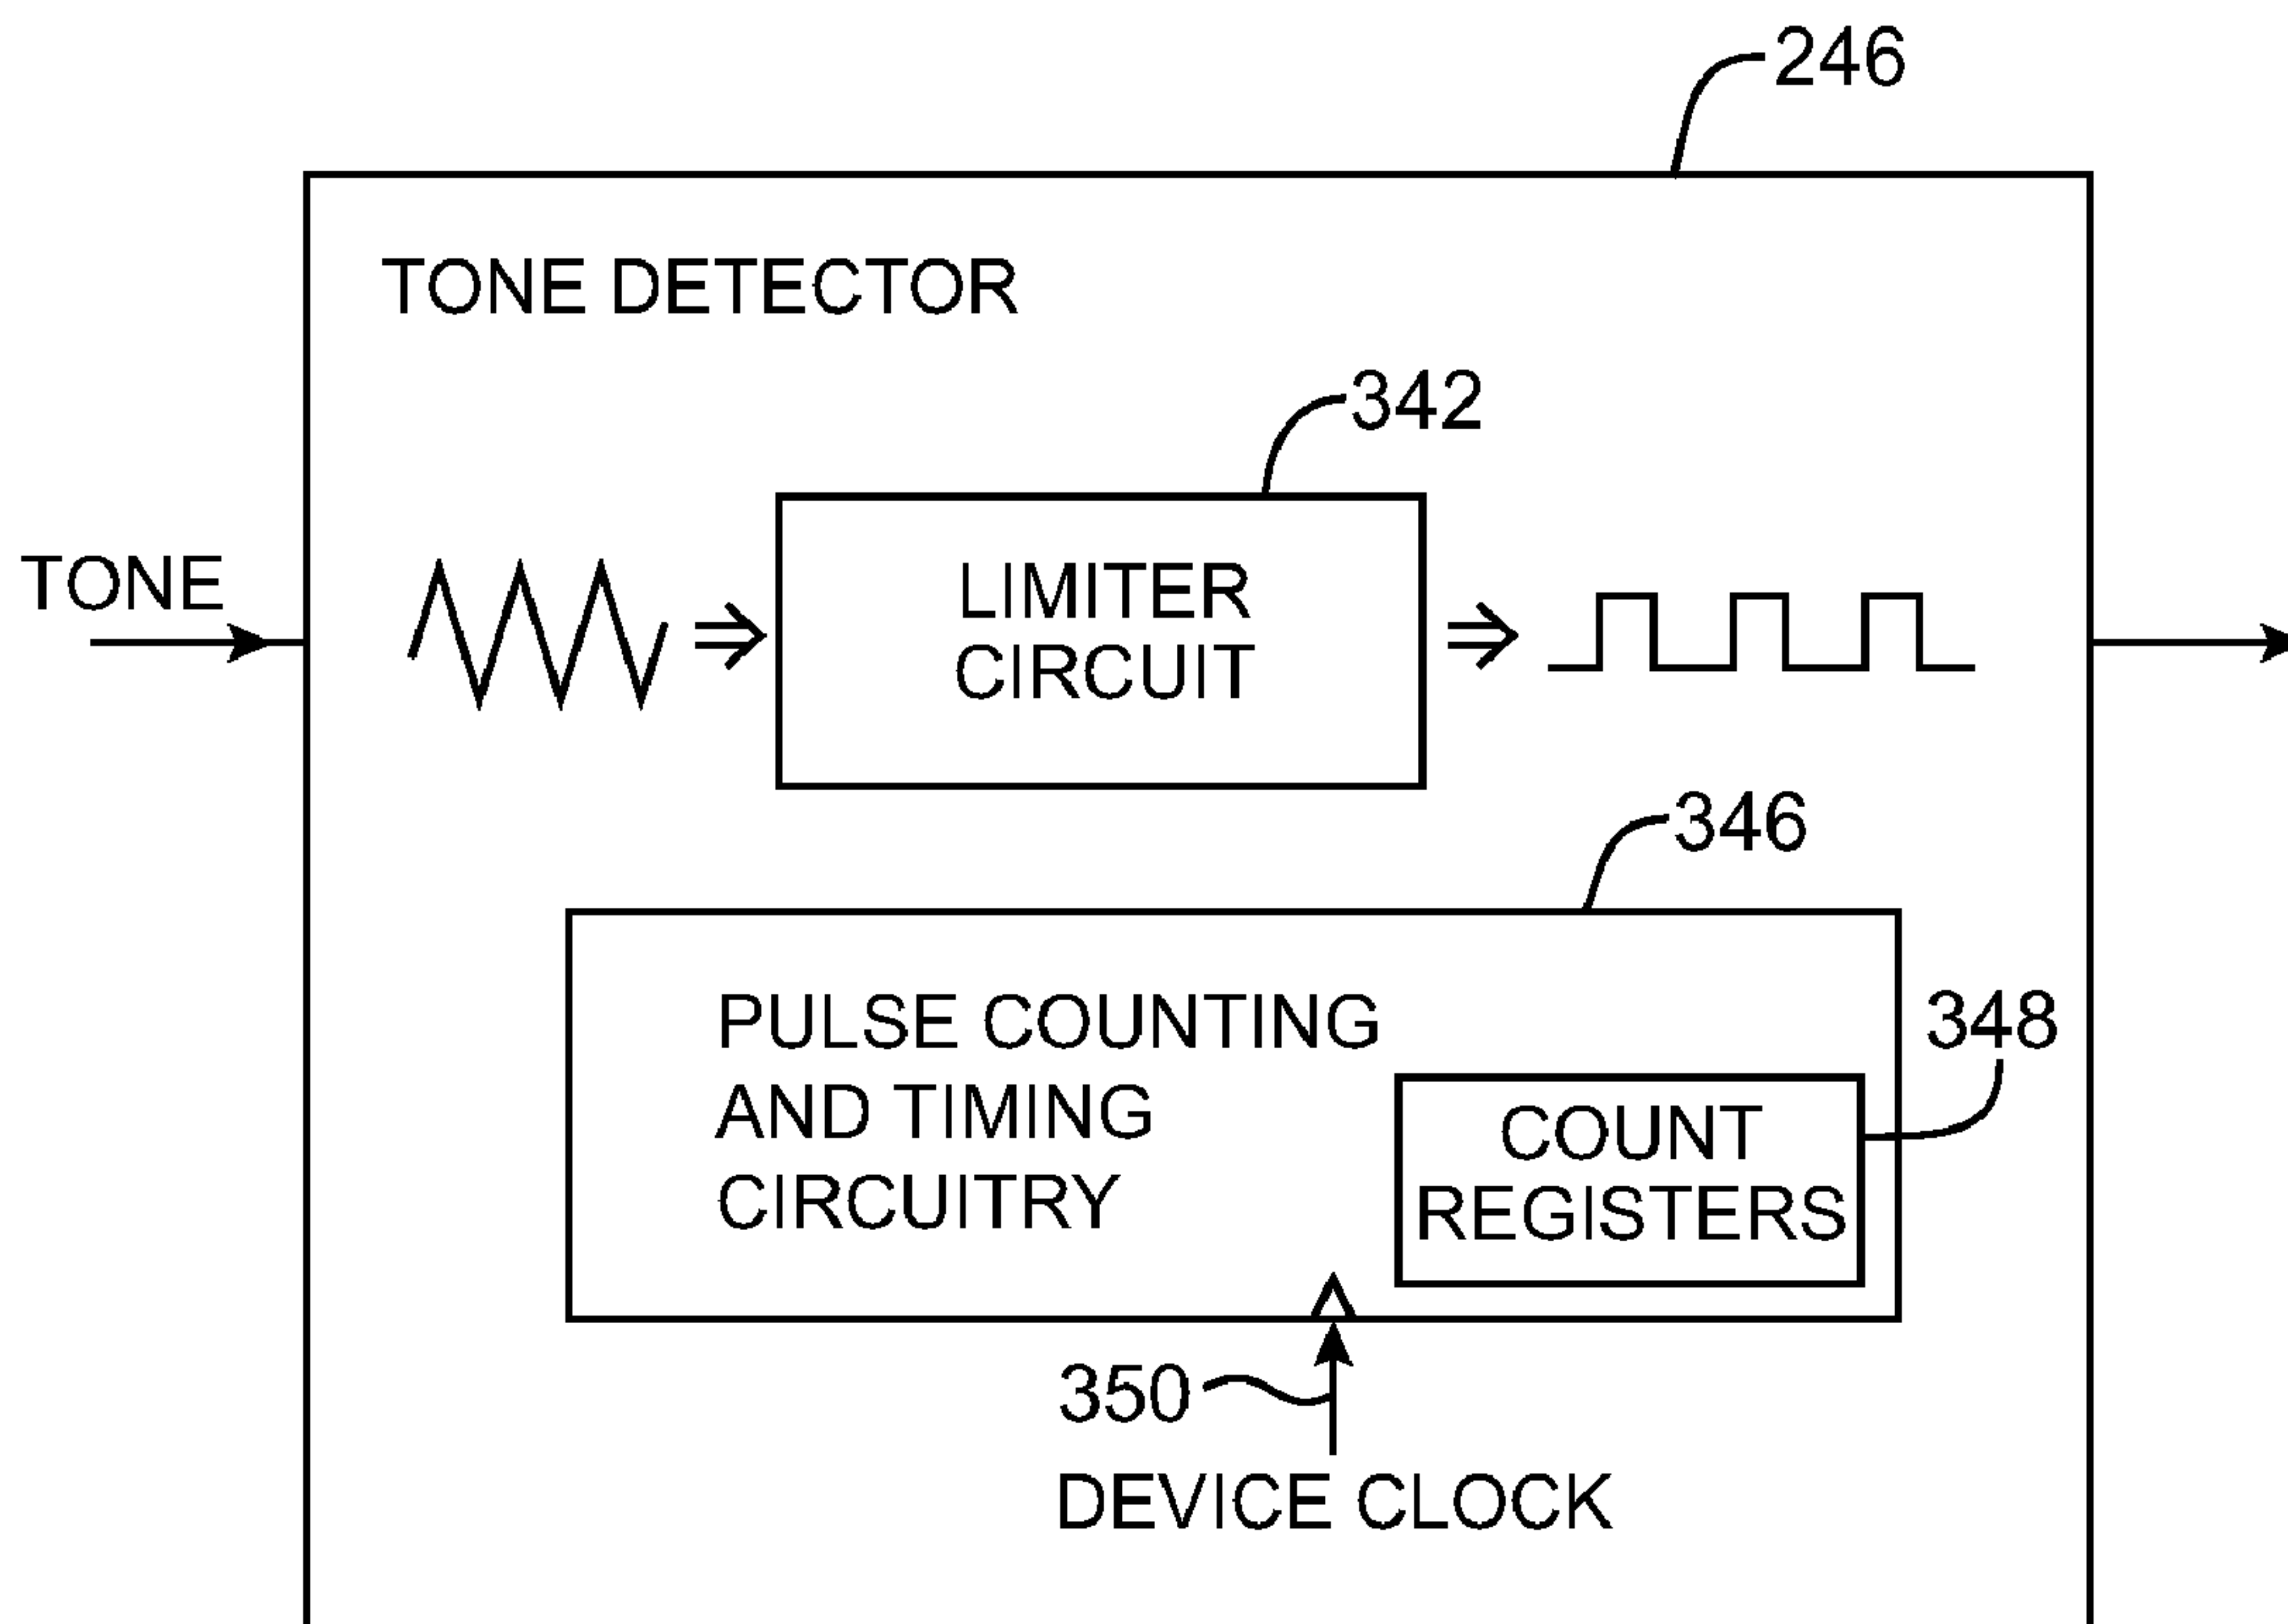 246
TONE DETECTOR
342
TONE
LIMITER
CIRCUIT
346
PULSE COUNTING
AND TIMING
CIRCUITRY
348
COUNT
REGISTERS
350
DEVICE CLOCK